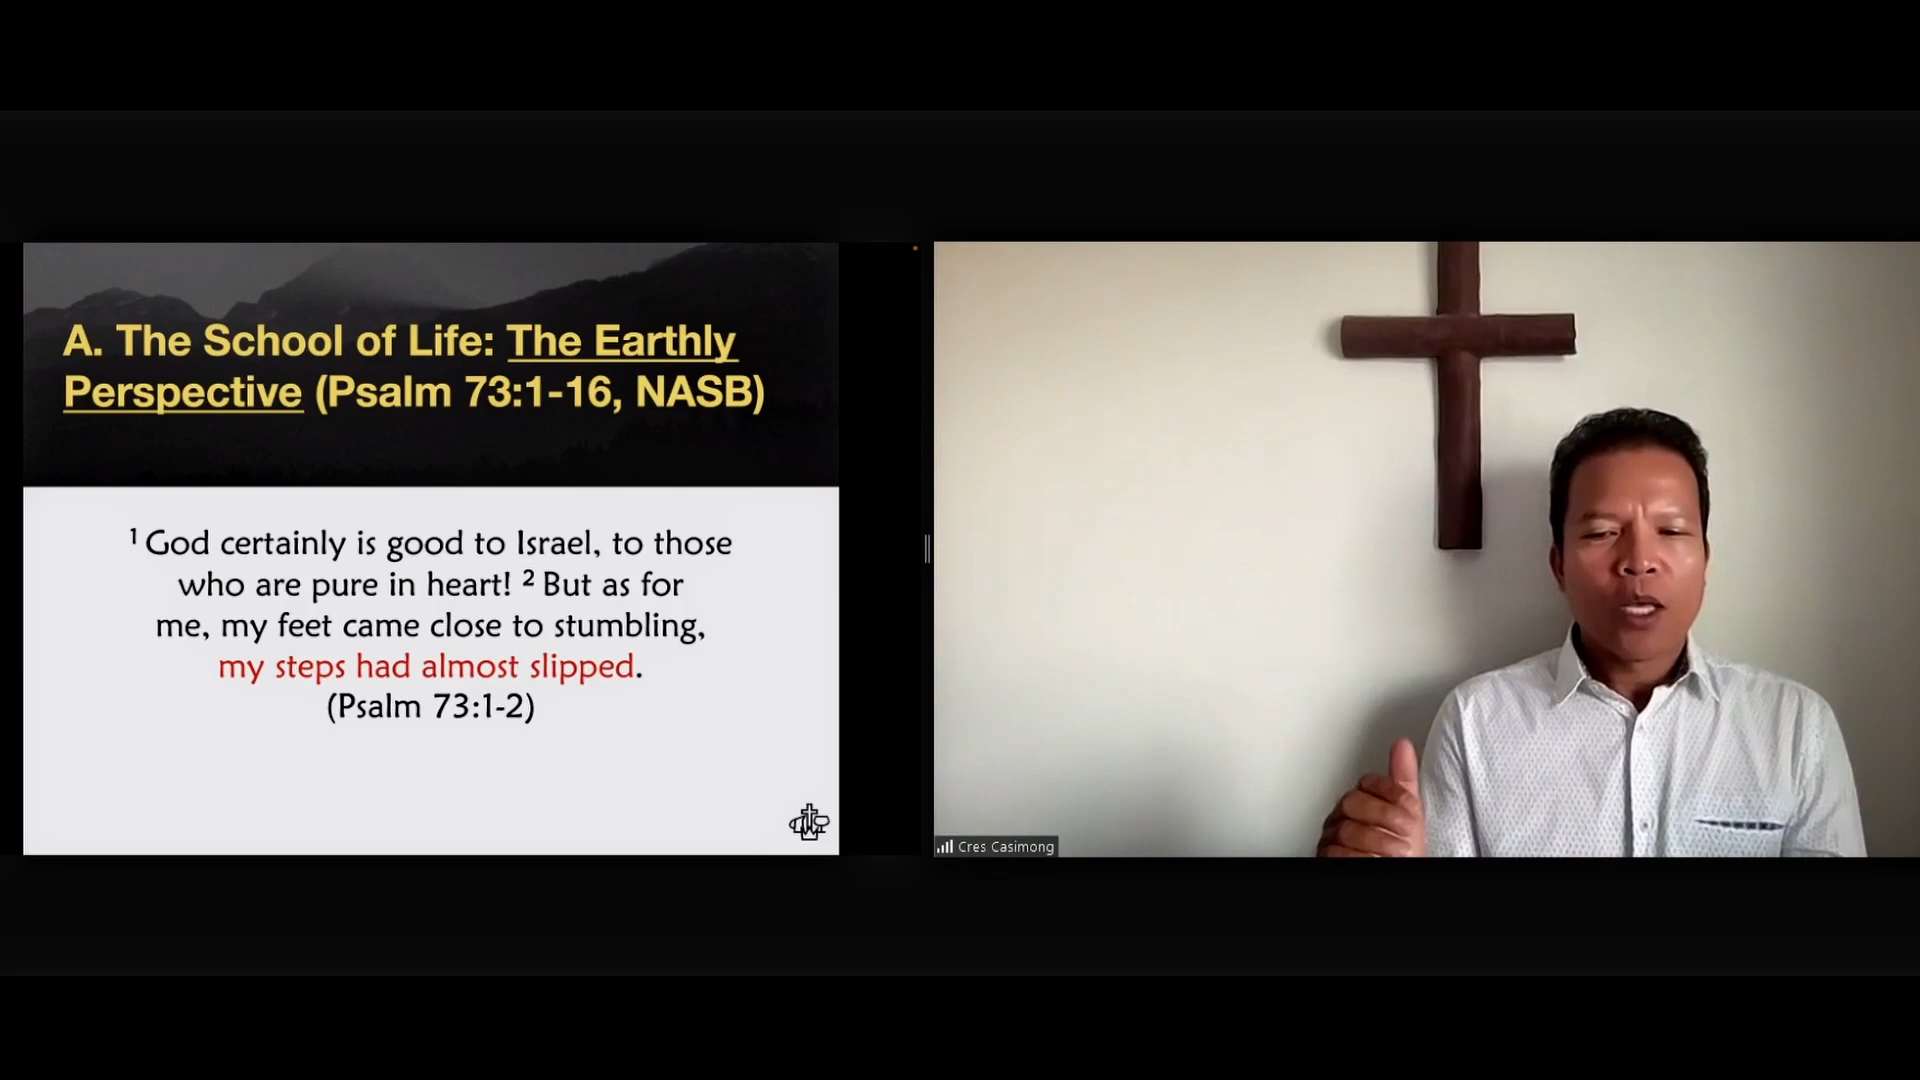 A. The School of Life: The Earthly
Perspective (Psalm 73:1-16, NASB)
¹ God certainly is good to Israel, to those
who are pure in heart! ² But as for
me, my feet came close to stumbling,
my steps had almost slipped.
(Psalm 73:1-2)
Cres Casimong